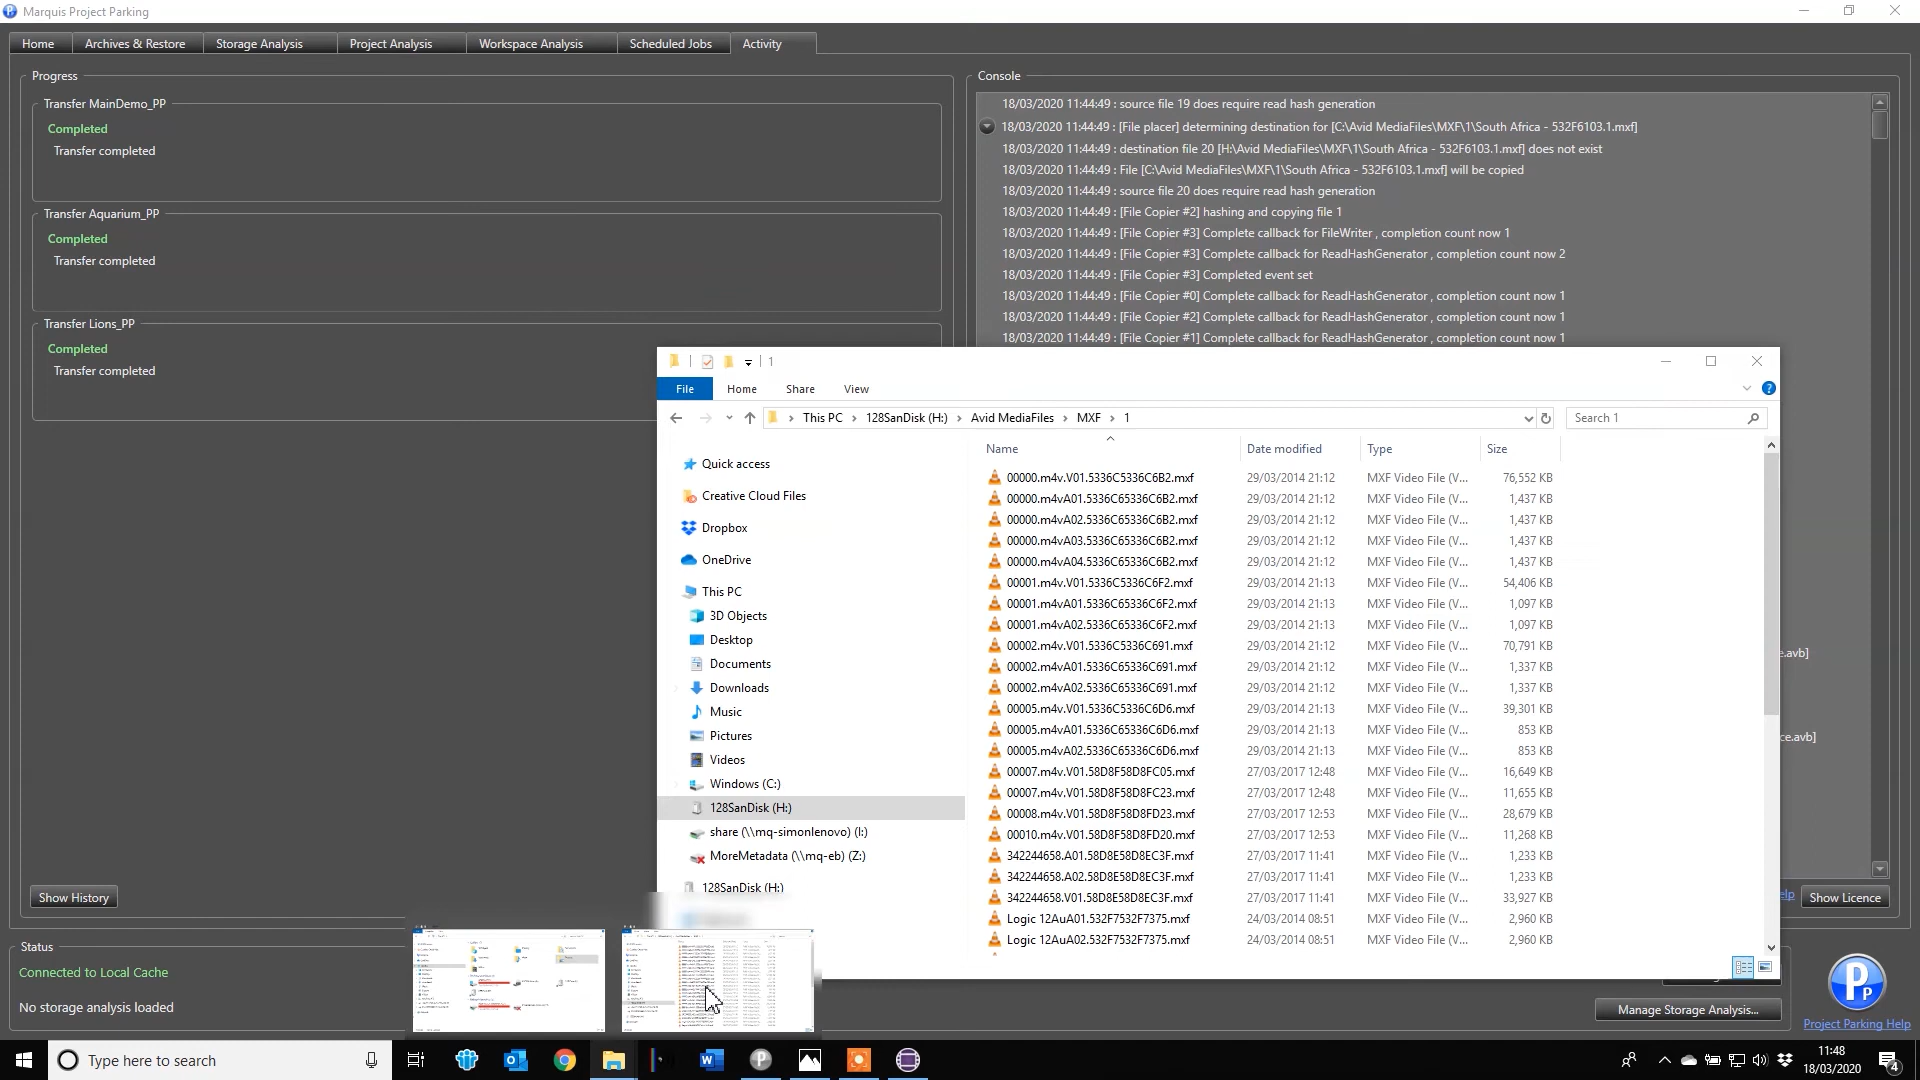 Marquis Project Parking
Home
Archives & Restore
Storage Analysis
Project Analysis
Workspace Analysis
Scheduled Jobs
Activity
Progress
Transfer MainDemo_PP
Completed
Transfer completed
Transfer Aquarium_PP
Completed
Transfer completed
Transfer Lions_PP
Completed
Transfer completed
Show History
Console
18/03/2020 11:44:49 : source file 19 does require read hash generation
18/03/2020 11:44:49 : [File placer] determining destination for [C:\Avid MediaFiles\MXF\1\South Africa - 532F6103.1.mxf]
18/03/2020 11:44:49 : destination file 20 [H:\Avid MediaFiles\MXF\1\South Africa - 532F6103.1.mxf] does not exist
18/03/2020 11:44:49 : File [C:\Avid MediaFiles\MXF\1\South Africa - 532F6103.1.mxf] will be copied
18/03/2020 11:44:49 : source file 20 does require read hash generation
18/03/2020 11:44:49 : [File Copier #2] hashing and copying file 1
18/03/2020 11:44:49 : [File Copier #3] Complete callback for FileWriter , completion count now 1
18/03/2020 11:44:49 : [File Copier #3] Complete callback for ReadHashGenerator , completion count now 2
18/03/2020 11:44:49 : [File Copier #3] Completed event set
18/03/2020 11:44:49 : [File Copier #0] Complete callback for ReadHashGenerator , completion count now 1
18/03/2020 11:44:49 : [File Copier #2] Complete callback for ReadHashGenerator , completion count now 1
18/03/2020 11:44:49 : [File Copier #1] Complete callback for ReadHashGenerator , completion count now 1
e.avb]
ce.avb]
elp
Show Licence
1
File
Home
Share
View
This PC > 128SanDisk (H:) > Avid MediaFiles > MXF > 1
Search 1
Quick access
Creative Cloud Files
Dropbox
OneDrive
This PC
3D Objects
Desktop
Documents
Downloads
Music
Pictures
Videos
Windows (C:)
128SanDisk (H:)
share (\\mq-simonlenovo) (I:)
MoreMetadata (\\mq-eb) (Z:)
128SanDisk (H:)
Name Date modified Type Size
00000.m4v.V01.5336C5336C6B2.mxf 29/03/2014 21:12 MXF Video File (V... 76,552 KB
00000.m4vA01.5336C65336C6B2.mxf 29/03/2014 21:12 MXF Video File (V... 1,437 KB
00000.m4vA02.5336C65336C6B2.mxf 29/03/2014 21:12 MXF Video File (V... 1,437 KB
00000.m4vA03.5336C65336C6B2.mxf 29/03/2014 21:12 MXF Video File (V... 1,437 KB
00000.m4vA04.5336C65336C6B2.mxf 29/03/2014 21:12 MXF Video File (V... 1,437 KB
00001.m4v.V01.5336C5336C6F2.mxf 29/03/2014 21:13 MXF Video File (V... 54,406 KB
00001.m4vA01.5336C65336C6F2.mxf 29/03/2014 21:13 MXF Video File (V... 1,097 KB
00001.m4vA02.5336C65336C6F2.mxf 29/03/2014 21:13 MXF Video File (V... 1,097 KB
00002.m4v.V01.5336C5336C691.mxf 29/03/2014 21:12 MXF Video File (V... 70,791 KB
00002.m4vA01.5336C65336C691.mxf 29/03/2014 21:12 MXF Video File (V... 1,337 KB
00002.m4vA02.5336C65336C691.mxf 29/03/2014 21:12 MXF Video File (V... 1,337 KB
00005.m4v.V01.5336C5336C6D6.mxf 29/03/2014 21:13 MXF Video File (V... 39,301 KB
00005.m4vA01.5336C65336C6D6.mxf 29/03/2014 21:13 MXF Video File (V... 853 KB
00005.m4vA02.5336C65336C6D6.mxf 29/03/2014 21:13 MXF Video File (V... 853 KB
00007.m4v.V01.58D8F58D8FC05.mxf 27/03/2017 12:48 MXF Video File (V... 16,649 KB
00007.m4v.V01.58D8F58D8FC23.mxf 27/03/2017 12:48 MXF Video File (V... 11,655 KB
00008.m4v.V01.58D8F58D8FD23.mxf 27/03/2017 12:53 MXF Video File (V... 28,679 KB
00010.m4v.V01.58D8F58D8FD20.mxf 27/03/2017 12:53 MXF Video File (V... 11,268 KB
342244658.A01.58D8E58D8EC3F.mxf 27/03/2017 11:41 MXF Video File (V... 1,233 KB
342244658.A02.58D8E58D8EC3F.mxf 27/03/2017 11:41 MXF Video File (V... 1,233 KB
342244658.V01.58D8E58D8EC3F.mxf 27/03/2017 11:41 MXF Video File (V... 33,927 KB
Logic 12AuA01.532F7532F7375.mxf 24/02/2014 08:51 MXF Video File (V... 2,960 KB
Logic 12AuA02.532F7532F7375.mxf 24/03/2014 08:51 MXF Video File (V... 2,960 KB
Status
Connected to Local Cache
No storage analysis loaded
Manage Storage Analysis...
Project Parking Help
Type here to search
11:48
18/03/2020
4